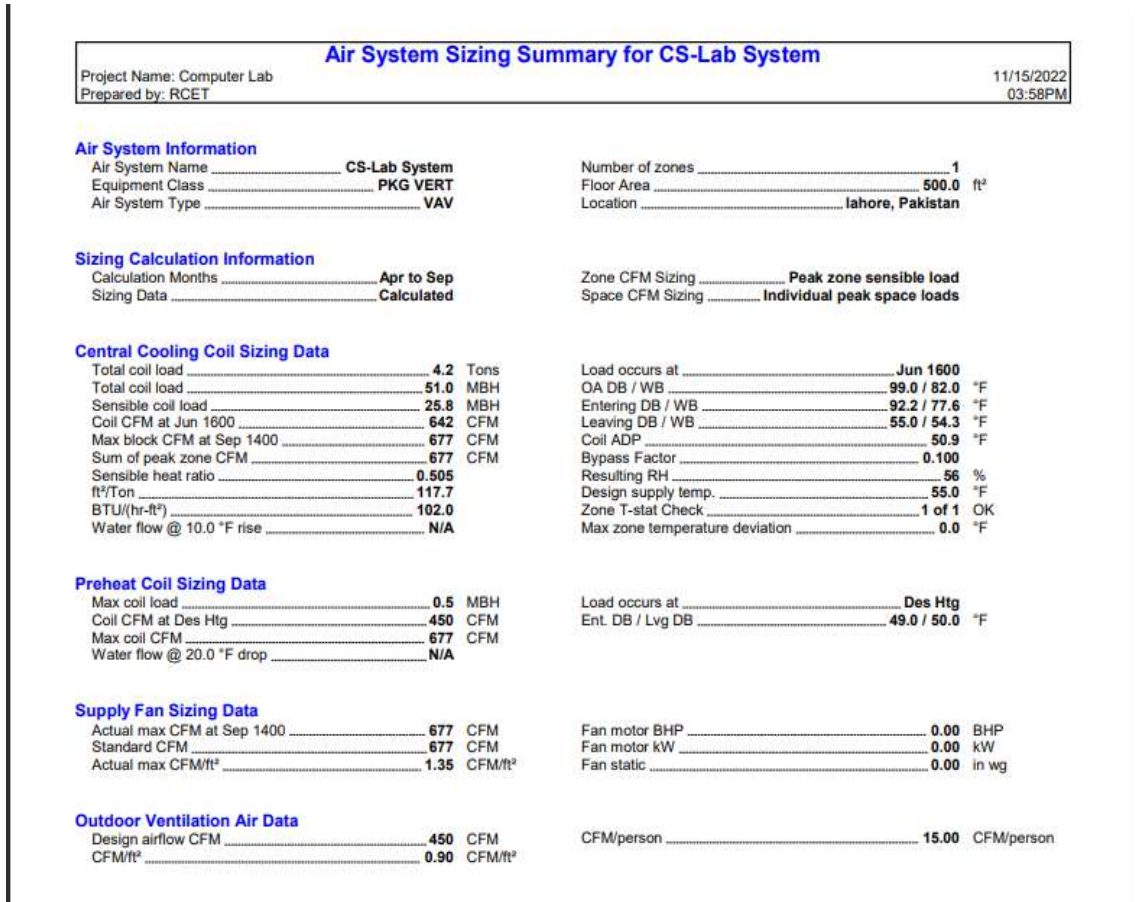 Air System Sizing Summary for CS-Lab System
Project Name: Computer Lab 11/15/2022
Prepared by: RCET 03:58PM
Air System Information
Air System Name CS-Lab System Number of zones 1
Equipment Class PKG VERT Floor Area 500.0 ft²
Air System Type VAV Location lahore, Pakistan
Sizing Calculation Information
Calculation Months Apr to Sep Zone CFM Sizing Peak zone sensible load
Sizing Data Calculated Space CFM Sizing Individual peak space loads
Central Cooling Coil Sizing Data
Total coil load 4.2 Tons Load occurs at Jun 1600
Total coil load 51.0 MBH OA DB / WB 99.0 / 82.0 °F
Sensible coil load 25.8 MBH Entering DB / WB 92.2 / 77.6 °F
Coil CFM at Jun 1600 642 CFM Leaving DB / WB 55.0 / 54.3 °F
Max block CFM at Sep 1400 677 CFM Coil ADP 50.9 °F
Sum of peak zone CFM 677 CFM Bypass Factor 0.100
Sensible heat ratio 0.505 Resulting RH 56 %
ft²/Ton 117.7 Design supply temp. 55.0 °F
BTU/(hr-ft²) 102.0 Zone T-stat Check 1 of 1 OK
Water flow @ 10.0 °F rise N/A Max zone temperature deviation 0.0 °F
Preheat Coil Sizing Data
Max coil load 0.5 MBH Load occurs at Des Htg
Coil CFM at Des Htg 450 CFM Ent. DB / Lvg DB 49.0 / 50.0 °F
Max coil CFM 677 CFM
Water flow @ 20.0 °F drop N/A
Supply Fan Sizing Data
Actual max CFM at Sep 1400 677 CFM Fan motor BHP 0.00 BHP
Standard CFM 677 CFM Fan motor kW 0.00 kW
Actual max CFM/ft² 1.35 CFM/ft² Fan static 0.00 in wg
Outdoor Ventilation Air Data
Design airflow CFM 450 CFM CFM/person 15.00 CFM/person
CFM/ft² 0.90 CFM/ft²